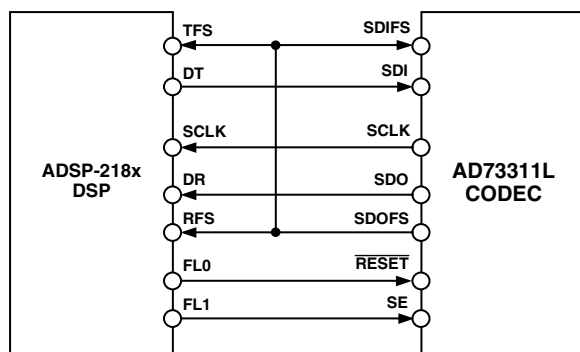 TFS SDIFS
DT SDI
SCLK SCLK
ADSP-218x
DSP
DR SDO
AD73311L
CODEC
RFS SDOFS
FL0 RESET
FL1 SE